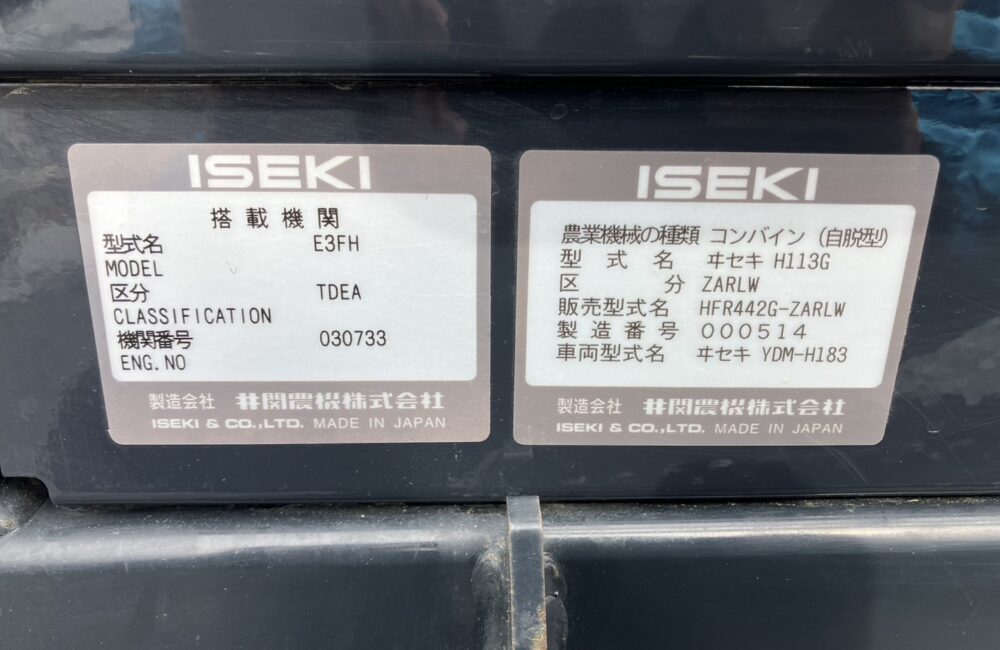 ISEKI
搭載機関
型式名 E3FH
MODEL
区分 TDEA
CLASSIFICATION
機関番号 030733
ENG.NO
製造会社 井関農機株式会社
ISEKI & CO.,LTD. MADE IN JAPAN
ISEKI
農業機械の種類 コンバイン (自脱型)
型式名 ヰセキ H113G
区分 ZARLW
販売型式名 HFR442G-ZARLW
製造番号 000514
車両型式名 ヰセキ YDM-H183
製造会社 井関農機株式会社
ISEKI & CO.,LTD. MADE IN JAPAN